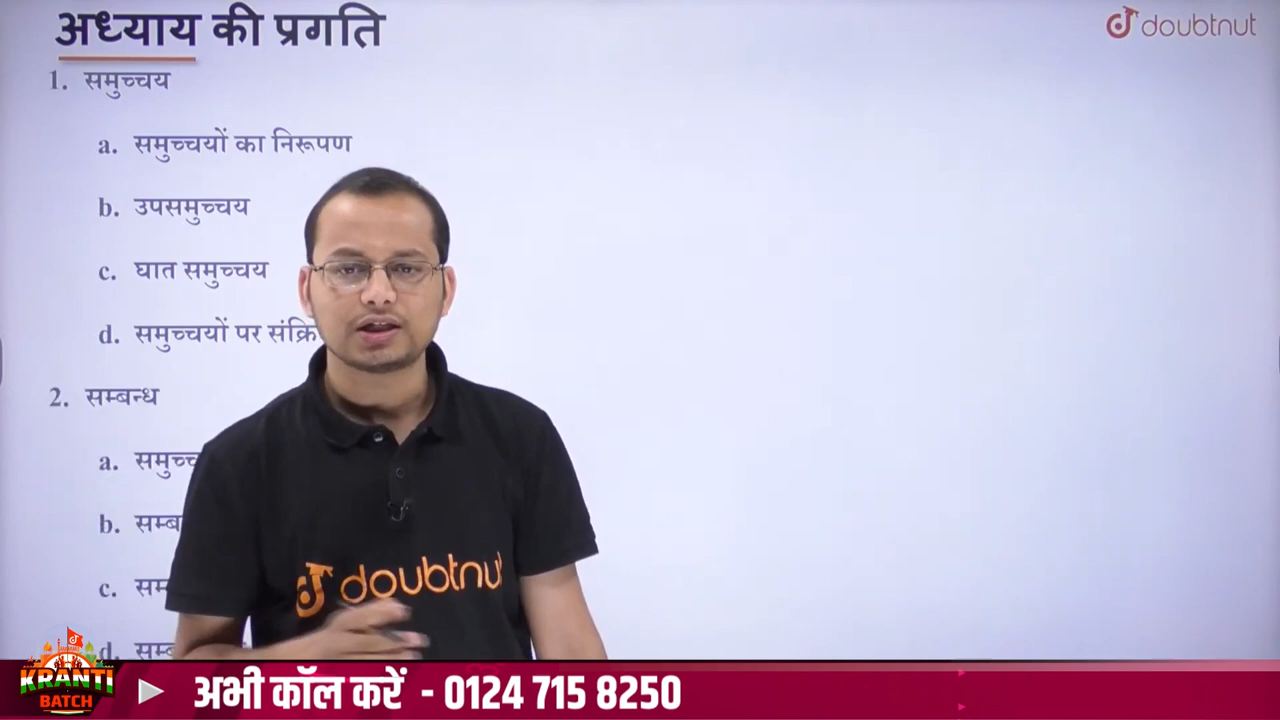 अध्याय की प्रगति
doubtnut
1. समुच्चय
a. समुच्चयों का निरूपण
b. उपसमुच्चय
c. घात समुच्चय
d. समुच्चयों पर
2. सम्बन्ध
a.
b.
c.
d.
doubtnut
KRANTI
BATCH
अभी कॉल करें - 0124 715 8250